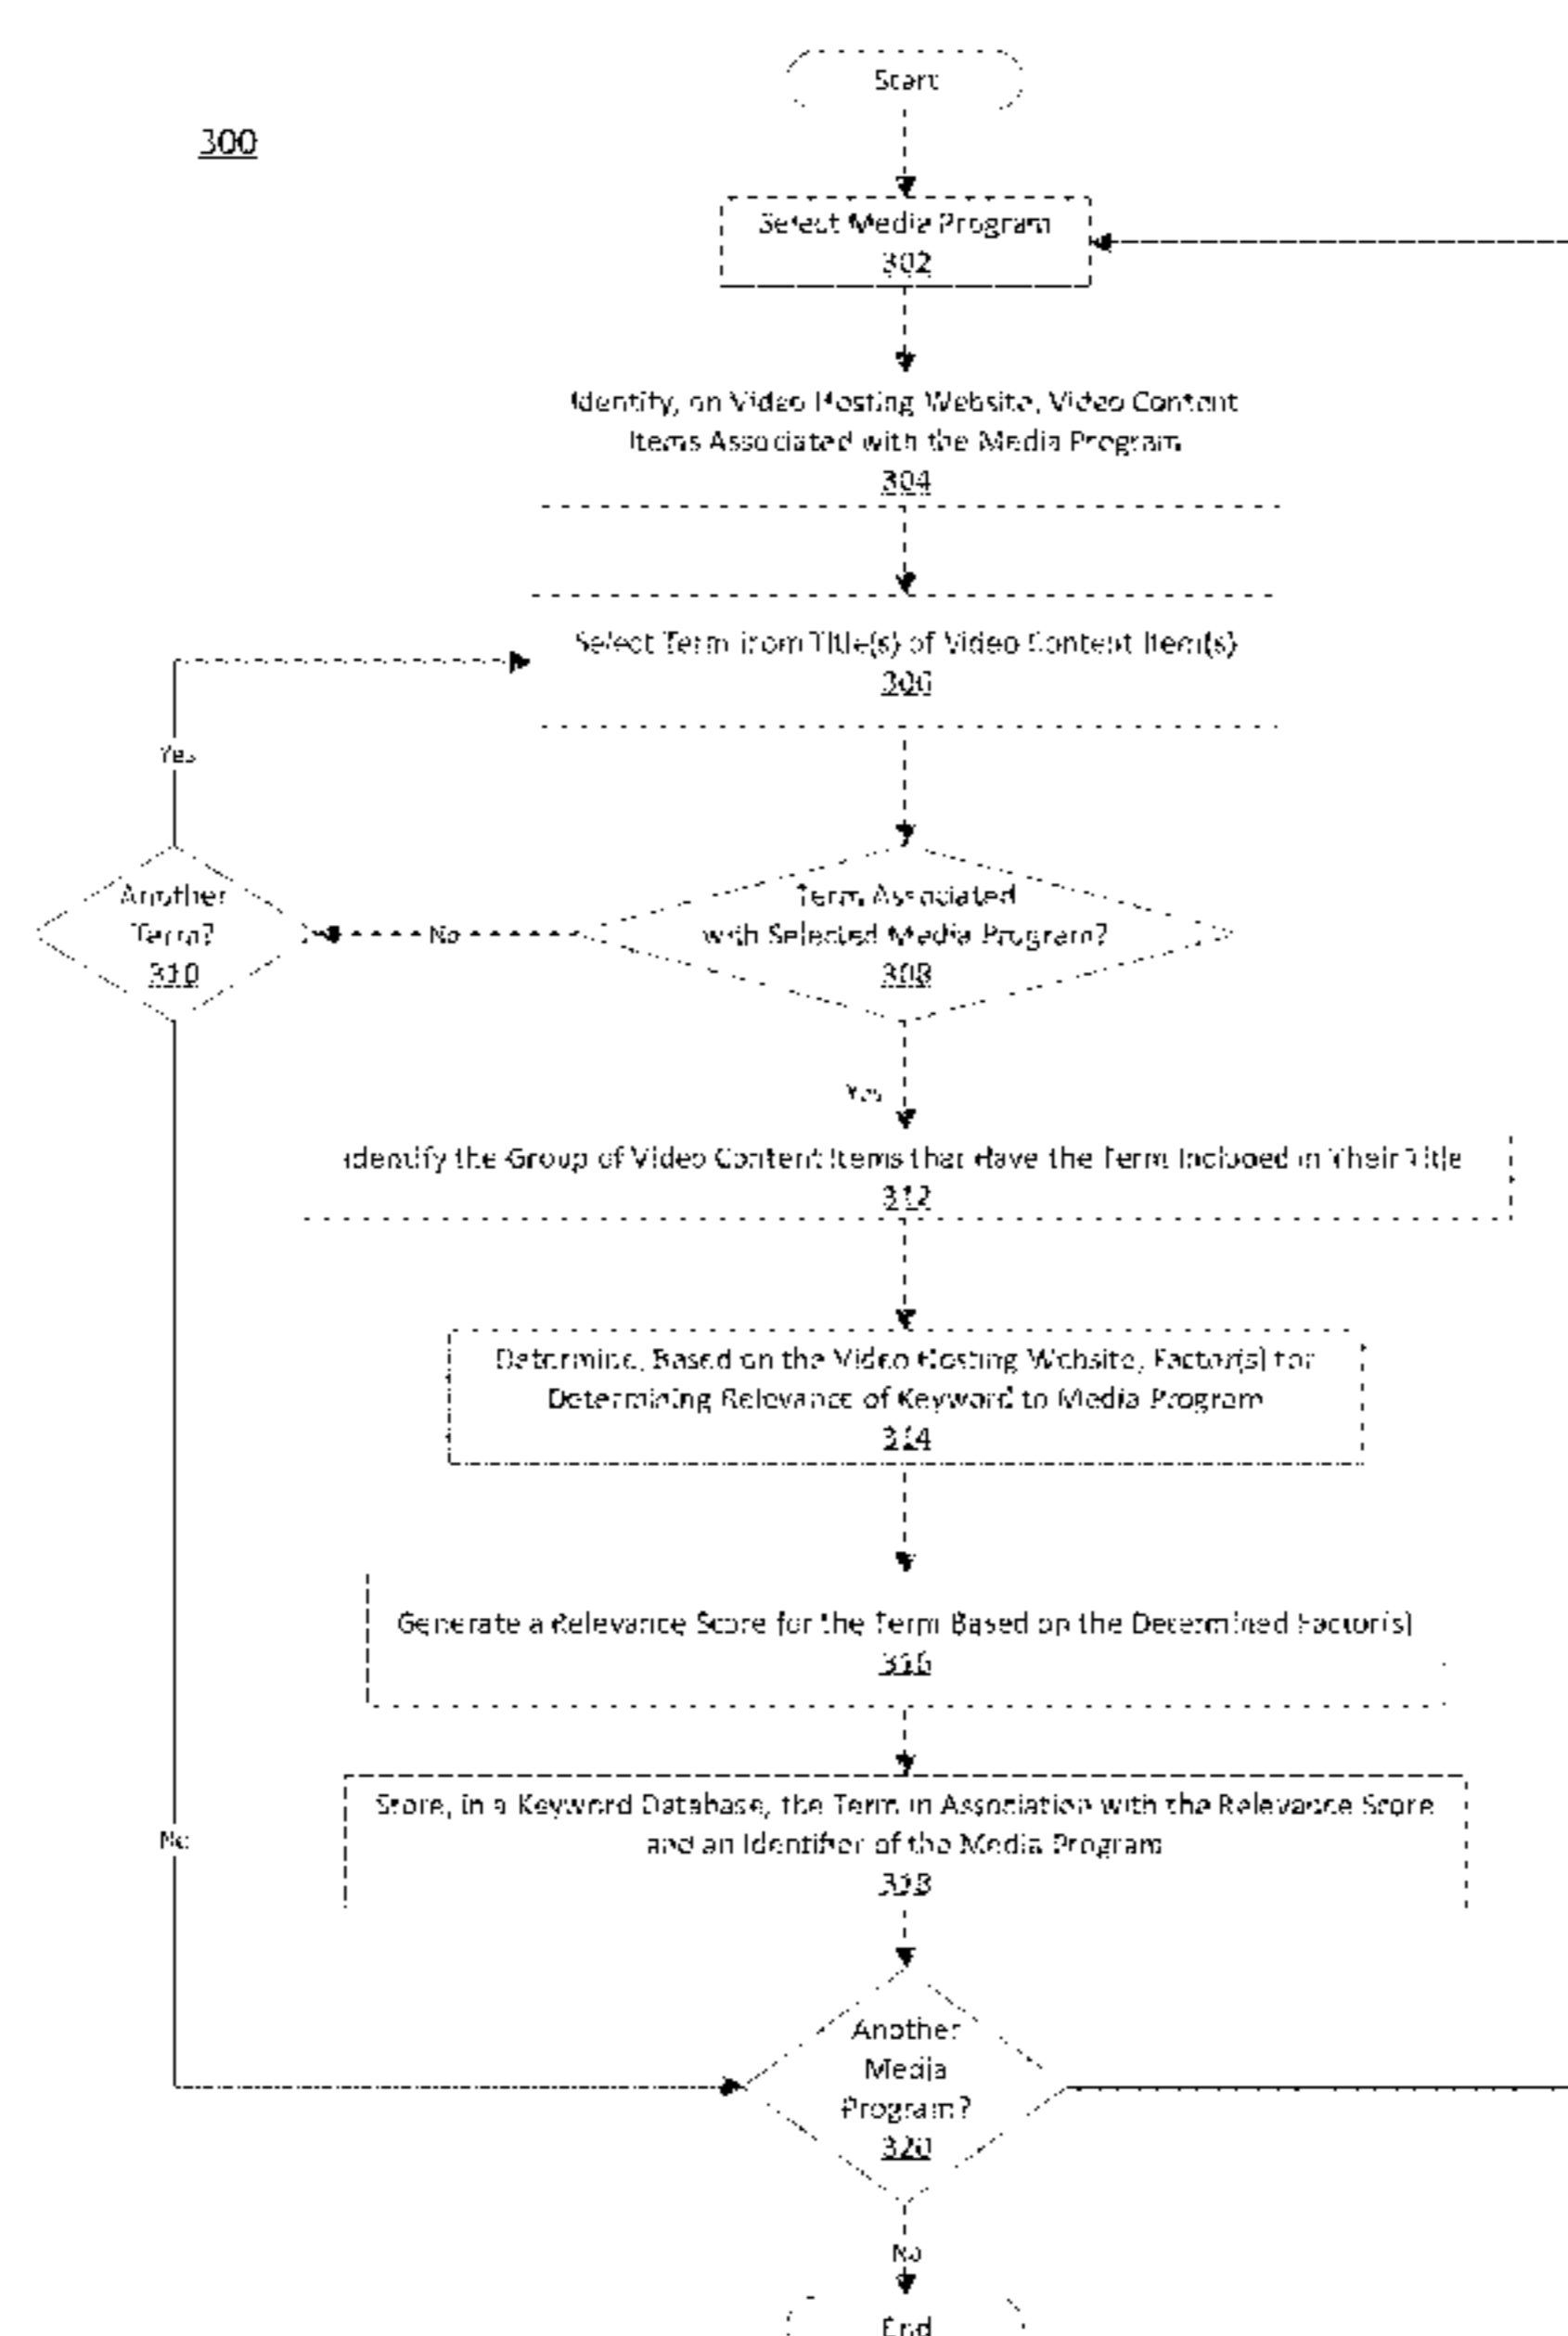 Start
300
Select Media Program
302
Identify, on Video Hosting Website, Video Content
Items Associated with the Media Program
304
Select Term from Title(s) of Video Content Item(s)
306
Yes
Another
Term?
310
No
Term Associated
with Selected Media Program?
308
Yes
Identify the Group of Video Content Items that Have the Term Included in Their Title
312
Determine, Based on the Video Hosting Website, Factor(s) for
Determining Relevance of Keyword to Media Program
314
Generate a Relevance Score for the Term Based on the Determined Factor(s)
316
Store, in a Keyword Database, the Term in Association with the Relevance Score
and an Identifier of the Media Program
318
No
Another
Media
Program?
320
No
End